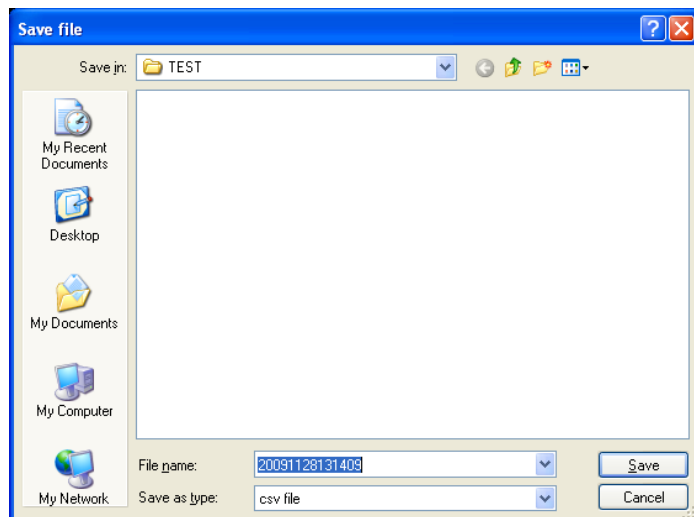 Save file
Save in: TEST
My Recent
Documents
Desktop
My Documents
My Computer
My Network
File name: 20091128131409 Save
Save as type: csv file Cancel